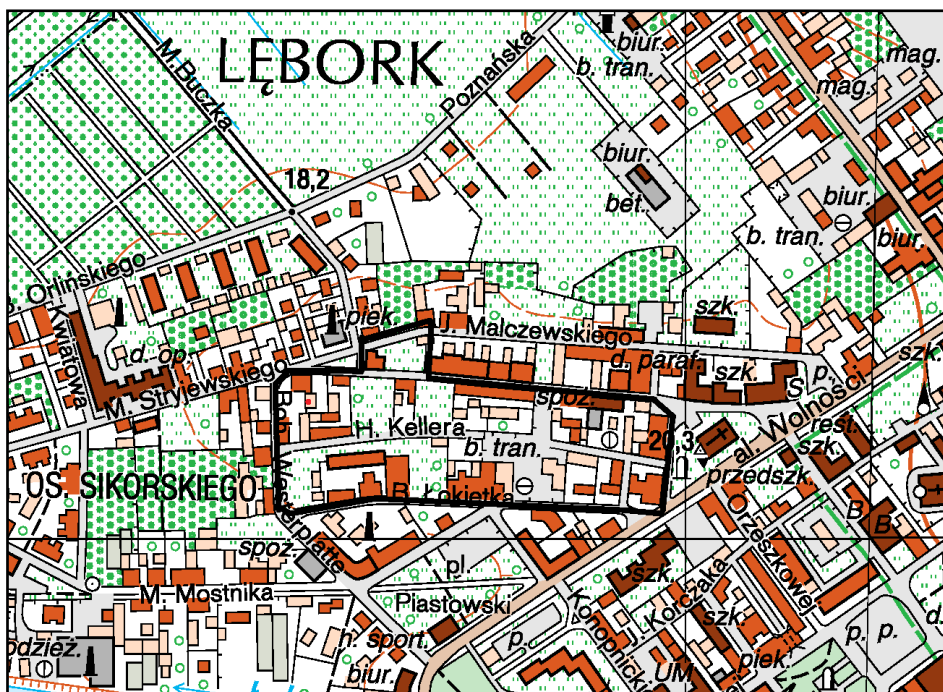 LĘBORK
M. Buczka
Poznańska
biur.
b. tran.
mag.
mag.
18,2
biur.
bet.
biur.
biur.
b. tran.
Orlińskiego
Kwiatowa
d. op.
piek.
J. Malczewskiego
szk.
szk.
M. Stryjewskiego
d. paraf.
szk.
S
p.
al. Wolności
rest.
szk.
spoż.
H. Kellera
b. tran.
20,3
przedszk.
OS. SIKORSKIEGO
Boh. Westerplatte
R. Łokietka
B
B
spoż.
pl.
Piastowski
M. Mostnika
szk.
Orzeszkowej
Korczaka
szk.
Konopnickiej
h. sport.
biur.
p.
UM
piek.
p.
p.
d.
odzież.